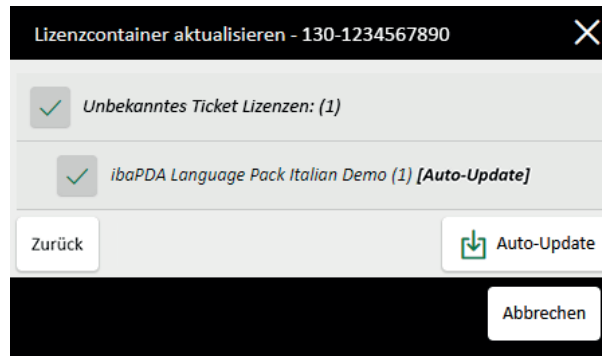 Lizenzcontainer aktualisieren - 130-1234567890
Unbekanntes Ticket Lizenzen: (1)
ibaPDA Language Pack Italian Demo (1) [Auto-Update]
Zurück
Auto-Update
Abbrechen